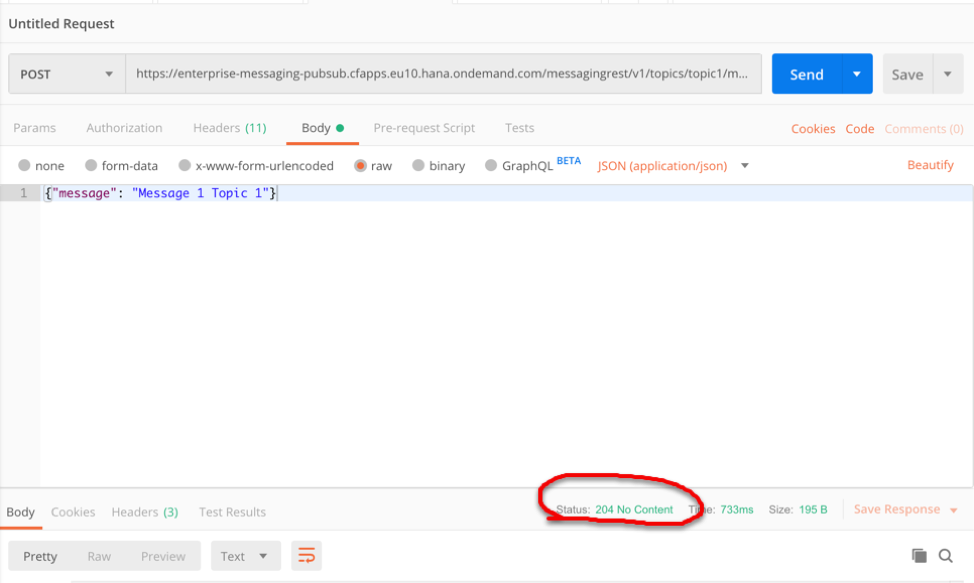 Untitled Request
POST https://enterprise-messaging-pubsub.cfapps.eu10.hana.ondemand.com/messagingrest/v1/topics/topic1/m... Send Save
Params Authorization Headers (11) Body Pre-request Script Tests Cookies Code Comments (0)
none form-data x-www-form-urlencoded raw binary GraphQL BETA JSON (application/json) Beautify
1 {"message": "Message 1 Topic 1"}
Body Cookies Headers (3) Test Results Status: 204 No Content Time: 733ms Size: 195 B Save Response
Pretty Raw Preview Text